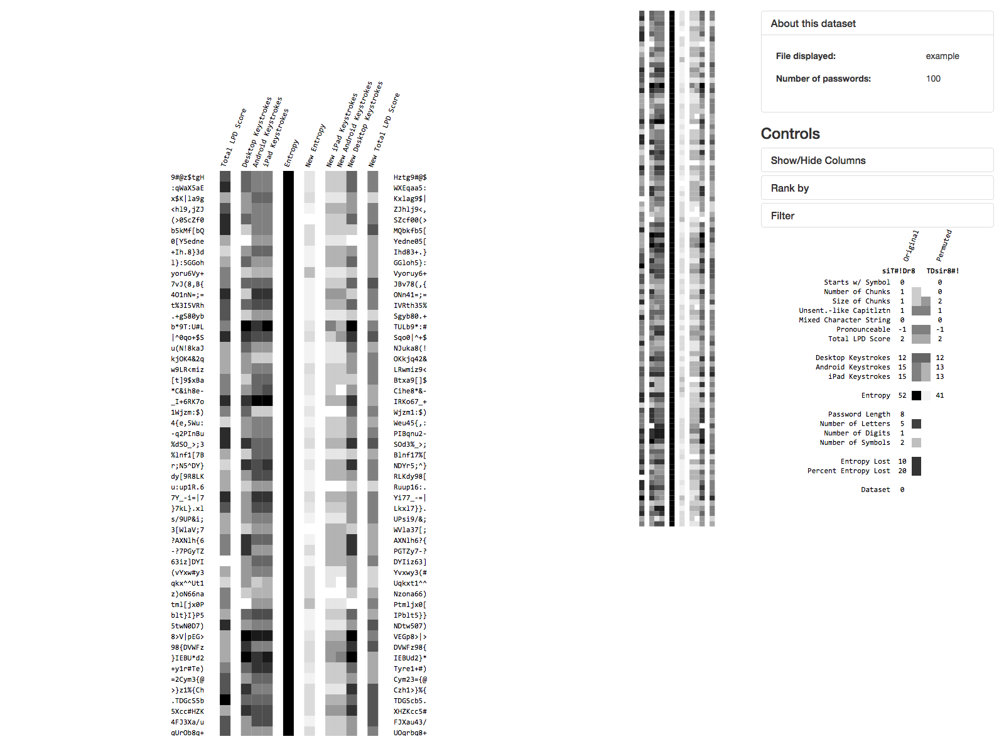 Total LPD Score
Desktop Keystrokes
Android Keystrokes
iPad Keystrokes
Entropy
New Entropy
New iPad Keystrokes
New Android Keystrokes
New Desktop Keystrokes
New Total LPD Score
9#@z$tgH Hztg9#@$
:qWaX5aE WXEqaa5:
x$K|la9g Kxlag9$|
<hl9,jZJ ZJhlj9<,
(>0ScZf0 SZcf00(>
b5kMf[bQ MQbkfb5[
0[Y5edne Yedne05[
+Ih.8}3d Ihd83+.}
l}:5GGoh GGloh5}:
yoru6Vy+ Vyoruy6+
7vJ(8,B{ JBv78(,{
4O1nN=;= ONn41=;=
t%3I5VRh IVRth35%
.+gS80yb Sgyb80.+
b*9T:U#L TULb9*:#
|^0qo+$S Sqo0|^+$
u(N!8kaJ NJuka8(!
kjOK4&2q OKkjq42&
w9LR<miz LRwmiz9<
[t]9$xBa Btxa9[]$
*C&ih8e- Cihe8*&-
_I+6RK7o IRKo67_+
1Wjzm:$) Wjzm1:$)
4{e,5Wu: Weu45{,:
-q2PInBu PIBqnu2-
%dSO_>;3 SOd3%_>;
%lnf1[7B Blnf17%[
r;N5^DY} NDYr5;^}
dy[9R8LK RLKdy98[
u:up1R.6 Ruup16:.
7Y_-i=|7 Yi77_-=|
}7kL}.xl Lkxl7}}.
s/9UP&i; UPsi9/&;
3[WlaV;7 WVla37[;
?AXNlh{6 AXNlh6?{
-?7PGyTZ PGTZy7-?
63iz]DYI DYIiz63]
(vYxw#y3 Yvxwy3(#
qkx^^Ut1 Uqkxt1^^
z)oN66na Nzona66)
tml[jx0P Ptmljx0[
blt}I}P5 IPblt5}}
5twN0D7) NDtw507)
8>V|pEG> VEGp8>|>
98{DVWFz DVWFz98{
}IEBU*d2 IEBUd2}*
+y1r#Te) Tyre1+#)
=2Cym3{@ Cym23={@
>}z1%{Ch Czh1>}%{
.TDGcS5b TDGScb5.
5Xcc#HZK XHZKcc5#
4FJ3Xa/u FJXau43/
qUrOb8g+ UOqrbg8+
About this dataset
File displayed: example
Number of passwords: 100
Controls
Show/Hide Columns
Rank by
Filter
Original
Permuted
siT#!Dr8 TDsir8#!
Starts w/ Symbol 0 0
Number of Chunks 1 0
Size of Chunks 1 2
Unsent.-like Capitlztn 1 1
Mixed Character String 0 0
Pronounceable -1 -1
Total LPD Score 2 2
Desktop Keystrokes 12 12
Android Keystrokes 15 13
iPad Keystrokes 15 13
Entropy 52 41
Password Length 8
Number of Letters 5
Number of Digits 1
Number of Symbols 2
Entropy Lost 10
Percent Entropy Lost 20
Dataset 0